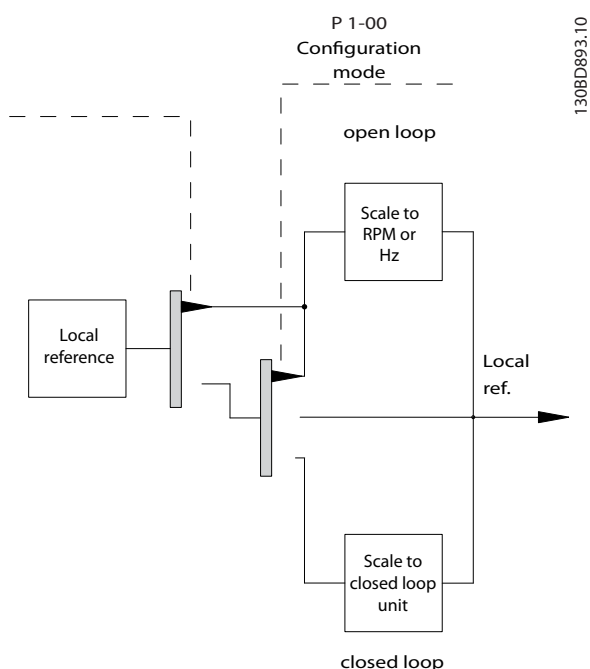 P 1-00
Configuration
mode
130BD893.10
open loop
Scale to
RPM or
Hz
Local
reference
Local
ref.
Scale to
closed loop
unit
closed loop